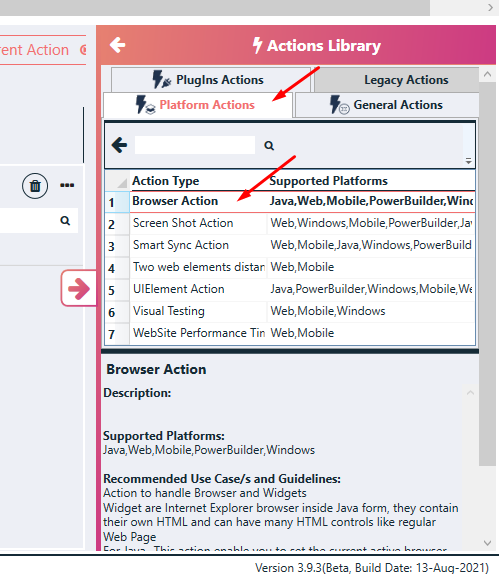 rent Action
Actions Library
PlugIns Actions
Legacy Actions
Platform Actions
General Actions
Action Type Supported Platforms
1 Browser Action Java,Web,Mobile,PowerBuilder,Wind
2 Screen Shot Action Web,Windows,Mobile,PowerBuilder,Ja
3 Smart Sync Action Web,Mobile,Java,Windows,PowerBuild
4 Two web elements distan Web,Mobile
5 UIElement Action Java,PowerBuilder,Windows,Mobile,We
6 Visual Testing Web,Mobile,Windows
7 WebSite Performance Tin Web,Mobile
Browser Action
Description:
Supported Platforms:
Java,Web,Mobile,PowerBuilder,Windows
Recommended Use Case/s and Guidelines:
Action to handle Browser and Widgets
Widget are Internet Explorer browser inside Java form, they contain
their own HTML and can have many HTML controls like regular
Web Page
For Java- This action enable you to set the current active browser
Version 3.9.3(Beta, Build Date: 13-Aug-2021)